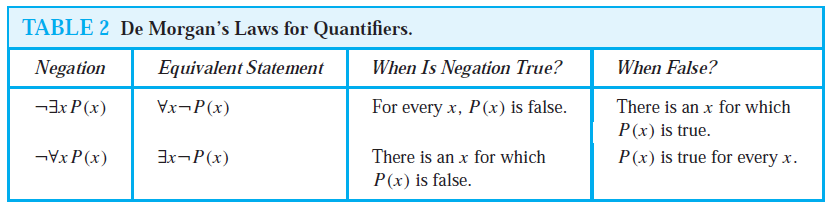 TABLE 2 De Morgan's Laws for Quantifiers.
Negation Equivalent Statement When Is Negation True? When False?
¬∃xP(x) ∀x¬P(x) For every x, P(x) is false. There is an x for which
P(x) is true.
¬∀xP(x) ∃x¬P(x) There is an x for which P(x) is true for every x.
P(x) is false.